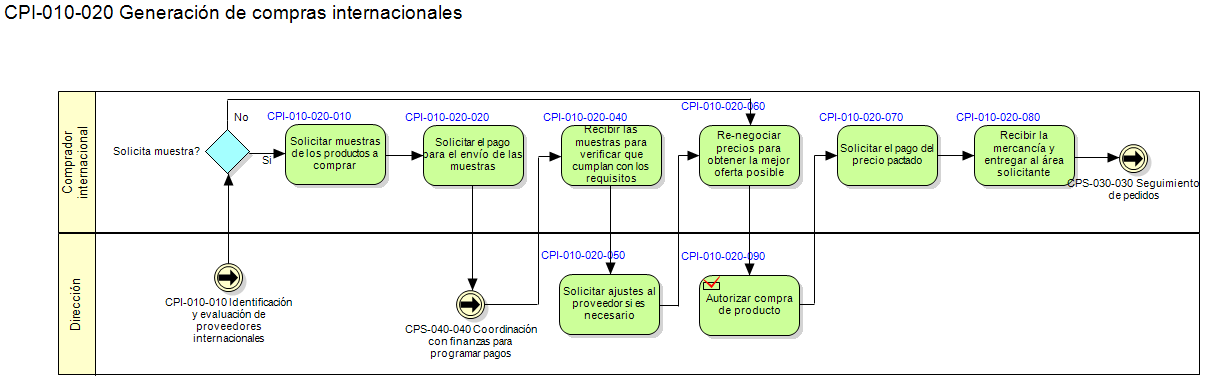 CPI-010-020 Generación de compras internacionales
Comprador
internacional
Solicita muestra?
No
Si
CPI-010-020-010
Solicitar muestras
de los productos a
comprar
CPI-010-020-020
Solicitar el pago
para el envío de las
muestras
CPI-010-020-040
Recibir las
muestras para
verificar que
cumplan con los
requisitos
CPI-010-020-060
Re-negociar
precios para
obtener la mejor
oferta posible
CPI-010-020-070
Solicitar el pago del
precio pactado
CPI-010-020-080
Recibir la
mercancía y
entregar al área
solicitante
CPS-030-030 Seguimiento
de pedidos
Dirección
CPI-010-010 Identificación
y evaluación de
proveedores
internacionales
CPS-040-040 Coordinación
con finanzas para
programar pagos
CPI-010-020-050
Solicitar ajustes al
proveedor si es
necesario
CPI-010-020-090
Autorizar compra
de producto